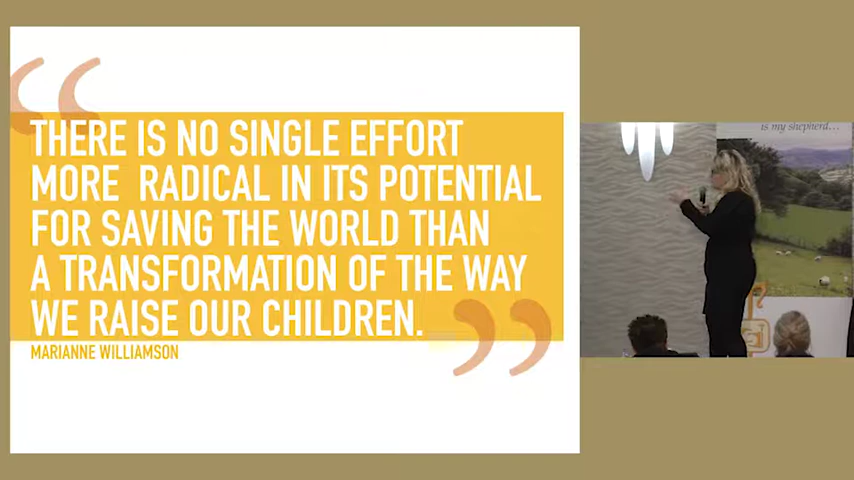 THERE IS NO SINGLE EFFORT
MORE RADICAL IN ITS POTENTIAL
FOR SAVING THE WORLD THAN
A TRANSFORMATION OF THE WAY
WE RAISE OUR CHILDREN.
MARIANNE WILLIAMSON
is my shepherd...